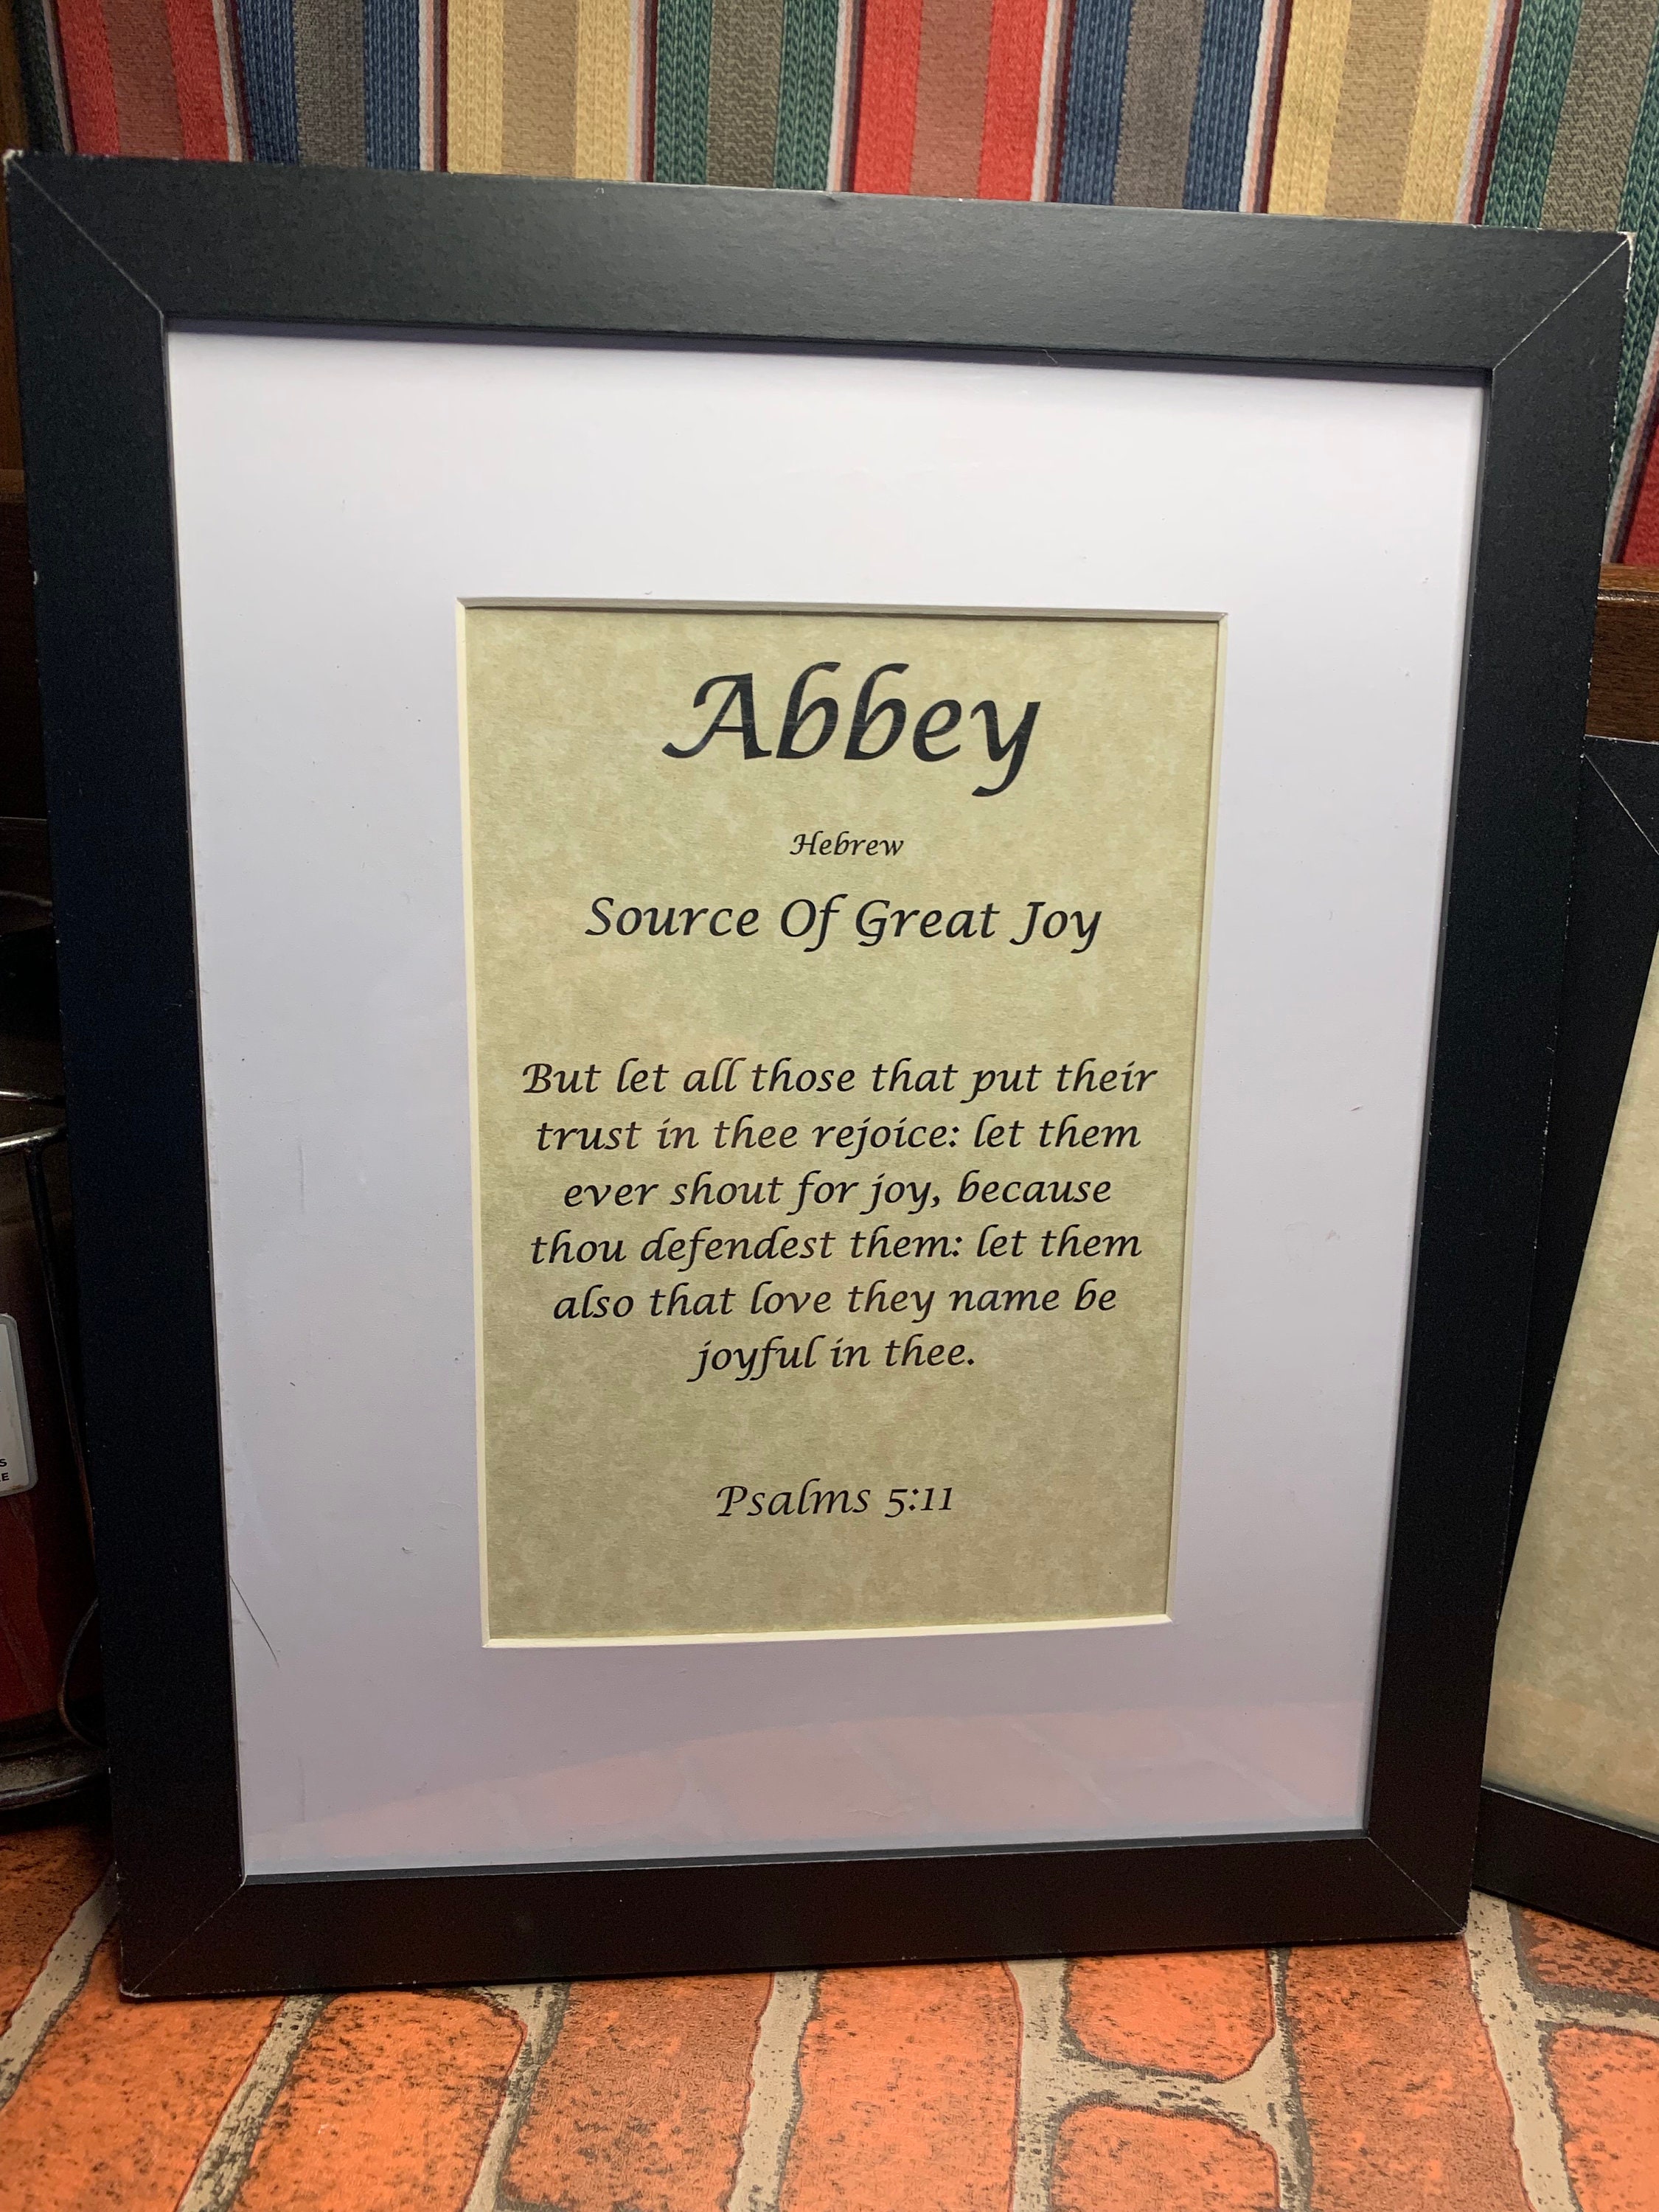 Abbey
Hebrew
Source Of Great Joy
But let all those that put their
trust in thee rejoice: let them
ever shout for joy, because
thou defendest them: let them
also that love they name be
joyful in thee.
Psalms 5:11